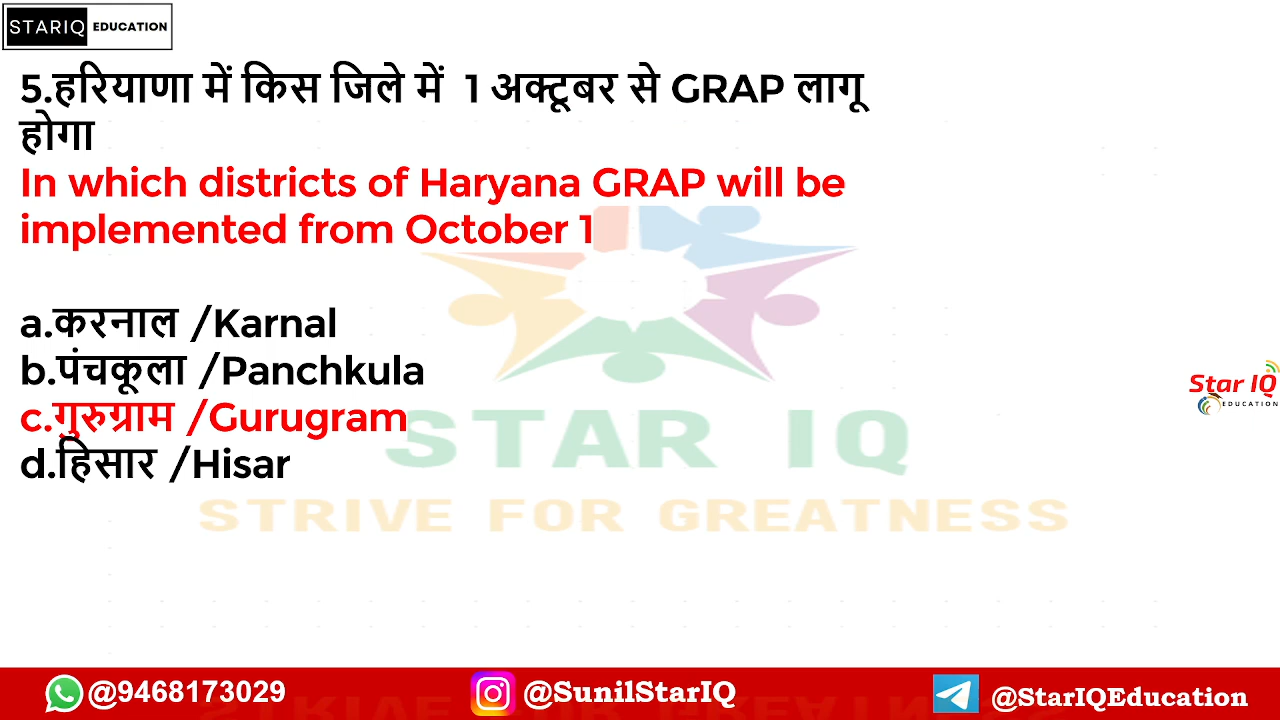 STARIQ EDUCATION
5.हरियाणा में किस जिले में 1 अक्टूबर से GRAP लागू
होगा
In which districts of Haryana GRAP will be
implemented from October 1
a.करनाल /Karnal
b.पंचकूला /Panchkula
c.गुरुग्राम /Gurugram
d.हिसार /Hisar
STAR IQ
STRIVE FOR GREATNESS
Star IQ
EDUCATION
@9468173029 @SunilStarIQ @StarIQEducation